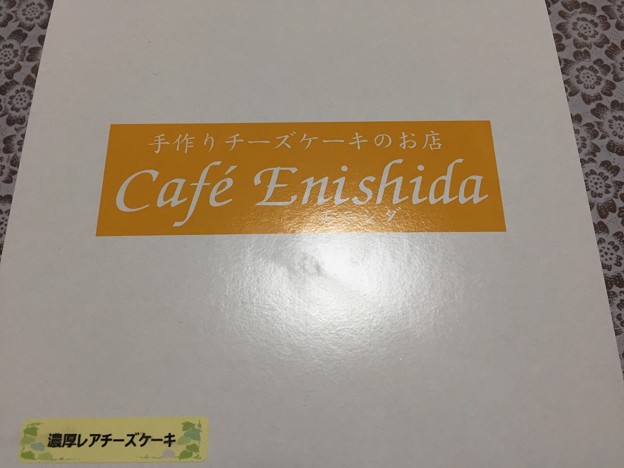 手作りチーズケーキのお店
Café Enishida
濃厚レアチーズケーキ